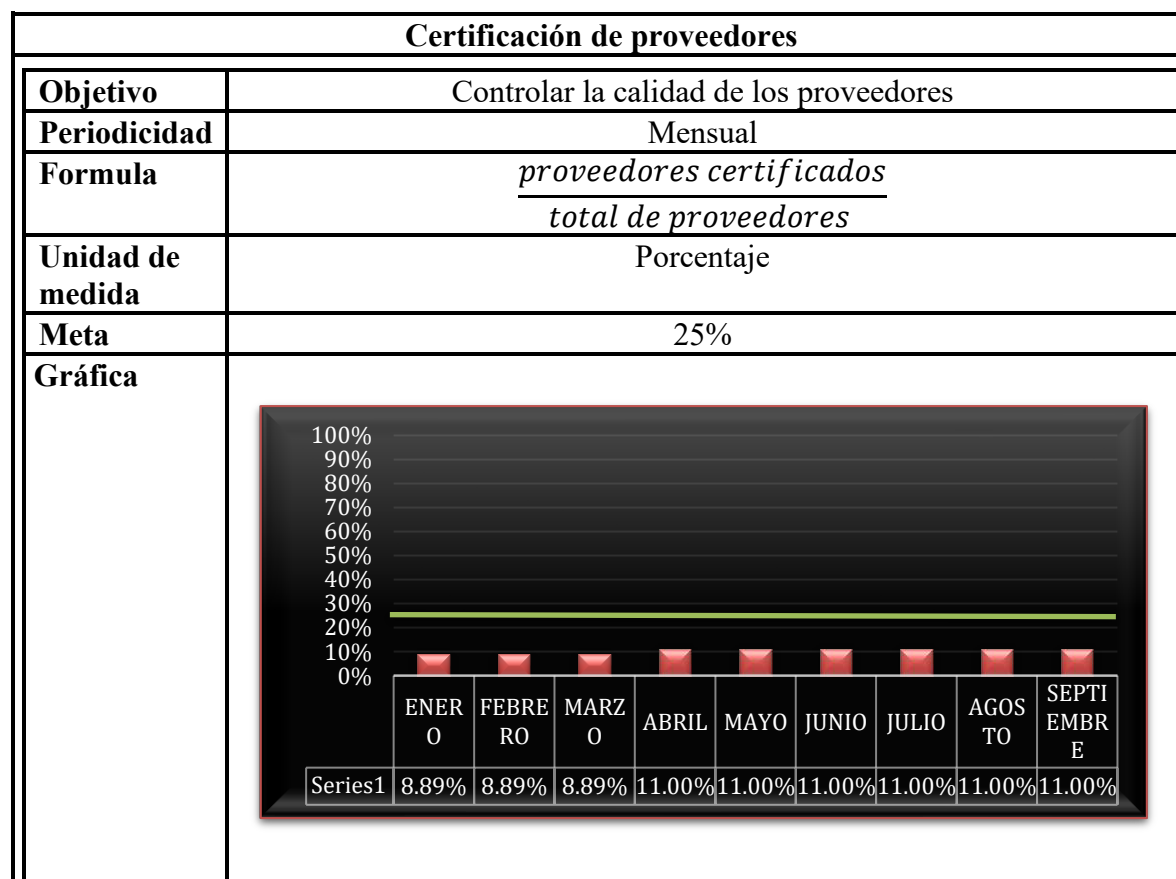 Certificación de proveedores
Objetivo Controlar la calidad de los proveedores
Periodicidad Mensual
Formula proveedores certificados
total de proveedores
Unidad de Porcentaje
medida
Meta 25%
Gráfica
100%
90%
80%
70%
60%
50%
40%
30%
20%
10%
0%
ENER
O
FEBRE
RO
MARZ
O
ABRIL
MAYO
JUNIO
JULIO
AGOS
TO
SEPTI
EMBR
E
Series1 8.89% 8.89% 8.89% 11.00% 11.00% 11.00% 11.00% 11.00% 11.00%